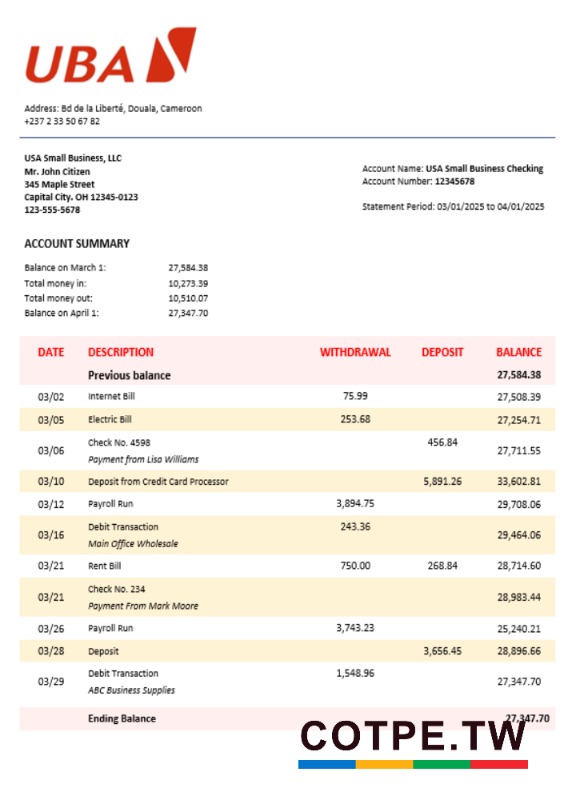 UBA
Address: Bd de la Liberté, Douala, Cameroon
+237 2 33 50 67 82
USA Small Business, LLC
Mr. John Citizen
345 Maple Street
Capital City. OH 12345-0123
123-555-5678
Account Name: USA Small Business Checking
Account Number: 12345678
Statement Period: 03/01/2025 to 04/01/2025
ACCOUNT SUMMARY
Balance on March 1: 27,584.38
Total money in: 10,273.39
Total money out: 10,510.07
Balance on April 1: 27,347.70
DATE DESCRIPTION WITHDRAWAL DEPOSIT BALANCE
Previous balance 27,584.38
03/02 Internet Bill 75.99 27,508.39
03/05 Electric Bill 253.68 27,254.71
03/06 Check No. 4598 456.84 27,711.55
Payment from Lisa Williams
03/10 Deposit from Credit Card Processor 5,891.26 33,602.81
03/12 Payroll Run 3,894.75 29,708.06
03/16 Debit Transaction 243.36 29,464.06
Main Office Wholesale
03/21 Rent Bill 750.00 268.84 28,714.60
03/21 Check No. 234 28,983.44
Payment From Mark Moore
03/26 Payroll Run 3,743.23 25,240.21
03/28 Deposit 3,656.45 28,896.66
03/29 Debit Transaction 1,548.96 27,347.70
ABC Business Supplies
Ending Balance 27,347.70
COTPE.TW